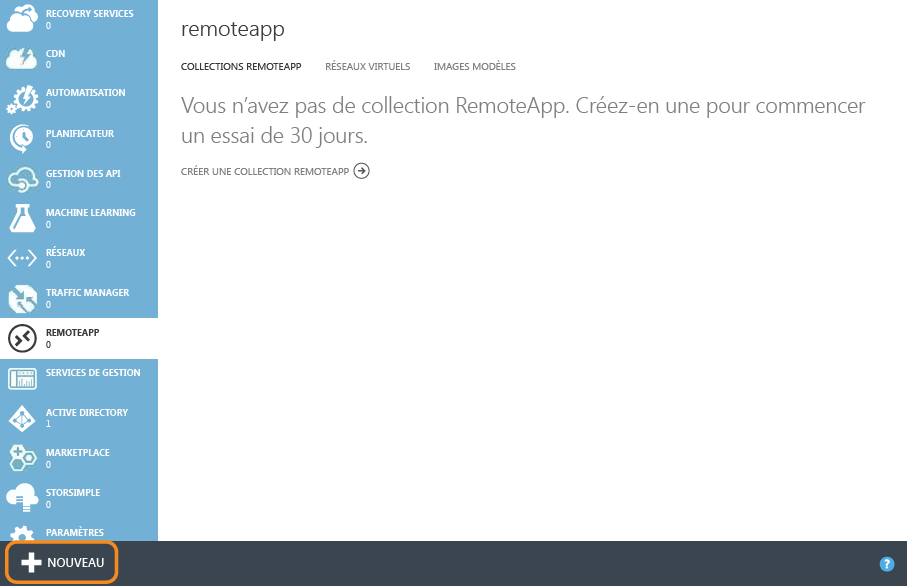 RECOVERY SERVICES
0
CDN
0
AUTOMATISATION
0
PLANIFICATEUR
0
GESTION DES API
0
MACHINE LEARNING
0
RÉSEAUX
0
TRAFFIC MANAGER
0
REMOTEAPP
0
SERVICES DE GESTION
ACTIVE DIRECTORY
1
MARKETPLACE
0
STORSIMPLE
0
PARAMÈTRES
remoteapp
COLLECTIONS REMOTEAPP RÉSEAUX VIRTUELS IMAGES MODÈLES
Vous n’avez pas de collection RemoteApp. Créez-en une pour commencer
un essai de 30 jours.
CRÉER UNE COLLECTION REMOTEAPP
NOUVEAU
?